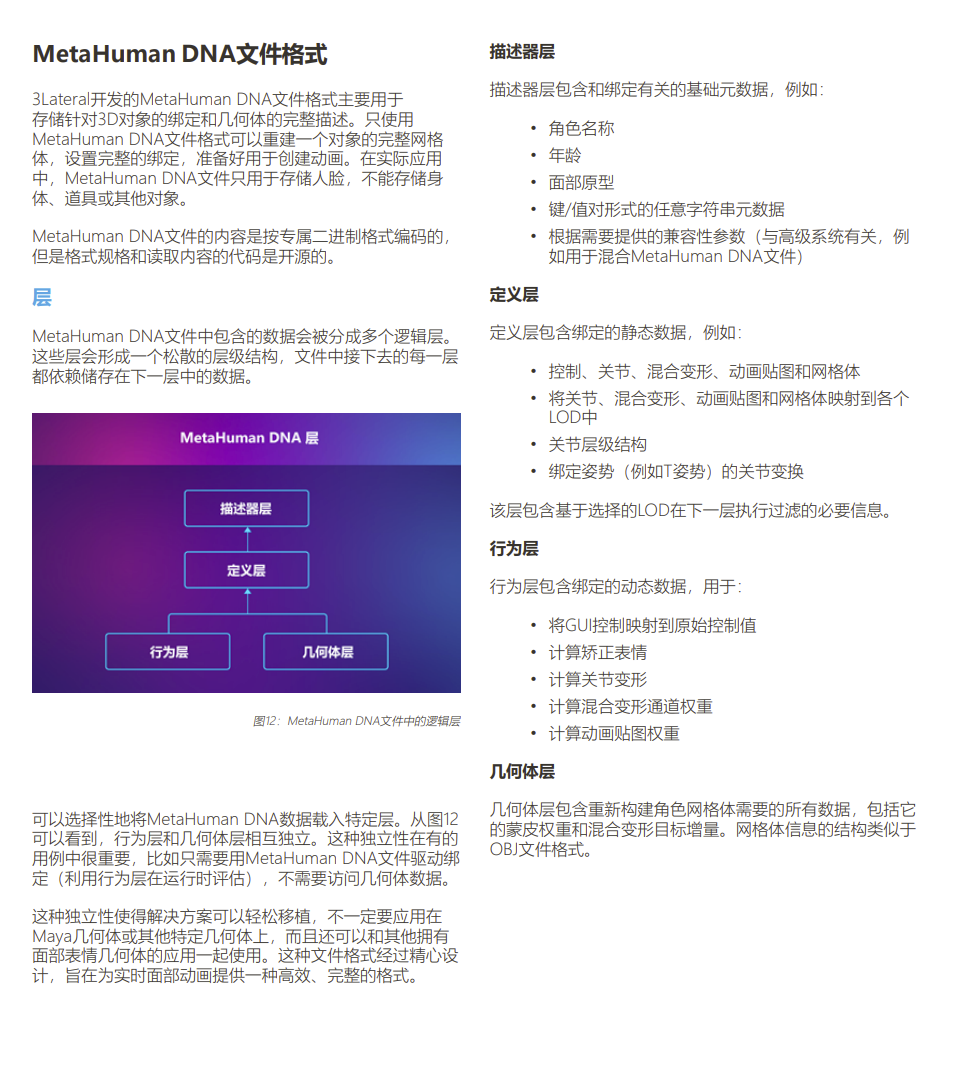 MetaHuman DNA文件格式
3Lateral开发的MetaHuman DNA文件格式主要用于
存储针对3D对象的绑定和几何体的完整描述。只使用
MetaHuman DNA文件格式可以重建一个对象的完整网格
体，设置完整的绑定，准备好用于创建动画。在实际应用
中，MetaHuman DNA文件只用于存储人脸，不能存储身
体、道具或其他对象。
MetaHuman DNA文件的内容是按专属二进制格式编码的，
但是格式规格和读取内容的代码是开源的。
层
MetaHuman DNA文件中包含的数据会被分成多个逻辑层。
这些层会形成一个松散的层级结构，文件中接下去的每一层
都依赖储存在下一层中的数据。
MetaHuman DNA 层
描述器层
定义层
行为层
几何体层
图12：MetaHuman DNA文件中的逻辑层
可以选择性地将MetaHuman DNA数据载入特定层。从图12
可以看到，行为层和几何体层相互独立。这种独立性在有的
用例中很重要，比如只需要用MetaHuman DNA文件驱动绑
定（利用行为层在运行时评估），不需要访问几何体数据。
这种独立性使得解决方案可以轻松移植，不一定要应用在
Maya几何体或其他特定几何体上，而且还可以和其他拥有
面部表情几何体的应用一起使用。这种文件格式经过精心设
计，旨在为实时面部动画提供一种高效、完整的格式。
描述器层
描述器层包含和绑定有关的基础元数据，例如：
• 角色名称
• 年龄
• 面部原型
• 键/值对形式的任意字符串元数据
• 根据需要提供的兼容性参数（与高级系统有关，例
如用于混合MetaHuman DNA文件）
定义层
定义层包含绑定的静态数据，例如：
• 控制、关节、混合变形、动画贴图和网格体
• 将关节、混合变形、动画贴图和网格体映射到各个
LOD中
• 关节层级结构
• 绑定姿势（例如T姿势）的关节变换
该层包含基于选择的LOD在下一层执行过滤的必要信息。
行为层
行为层包含绑定的动态数据，用于：
• 将GUI控制映射到原始控制值
• 计算矫正表情
• 计算关节变形
• 计算混合变形通道权重
• 计算动画贴图权重
几何体层
几何体层包含重新构建角色网格体需要的所有数据，包括它
的蒙皮权重和混合变形目标增量。网格体信息的结构类似于
OBJ文件格式。